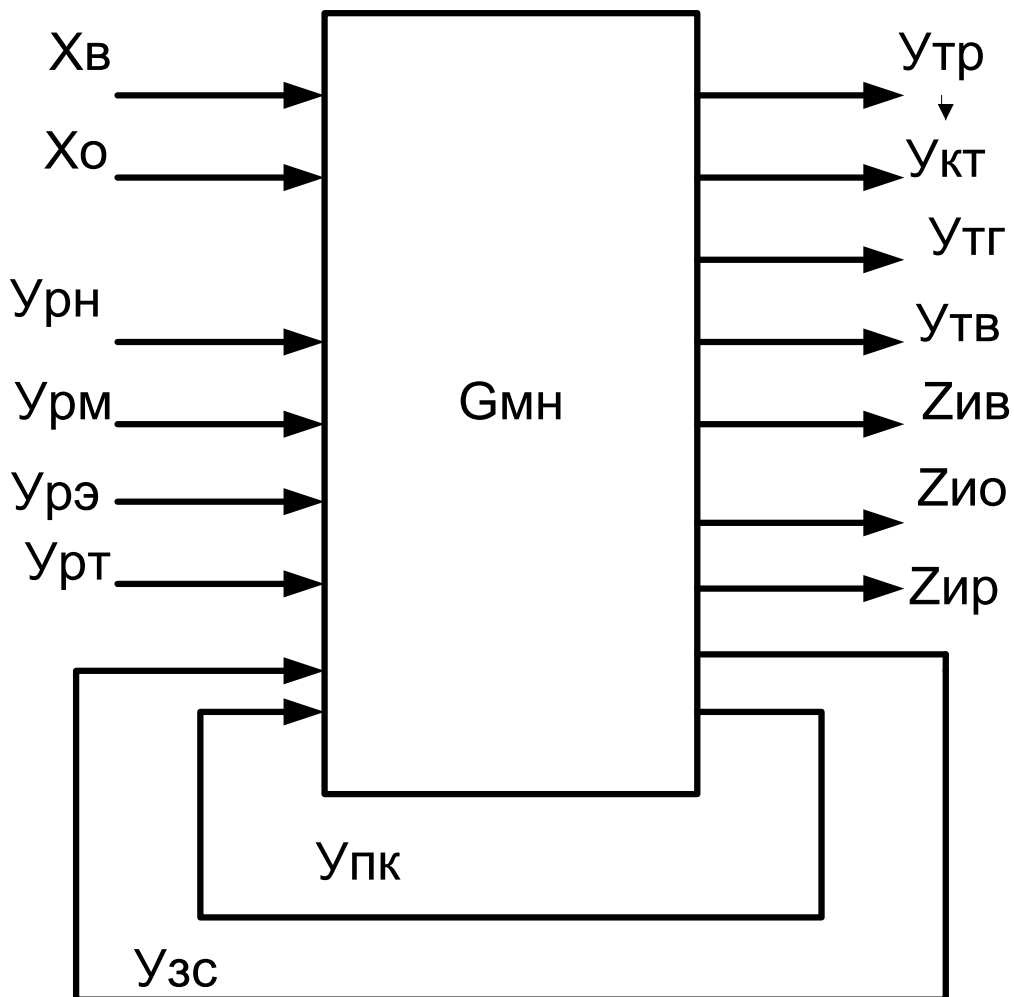 Хв
Хо
Урн
Урм
Урэ
Урт
Gмн
Утр
Укт
Утг
Утв
Zив
Zио
Zир
Упк
Узс